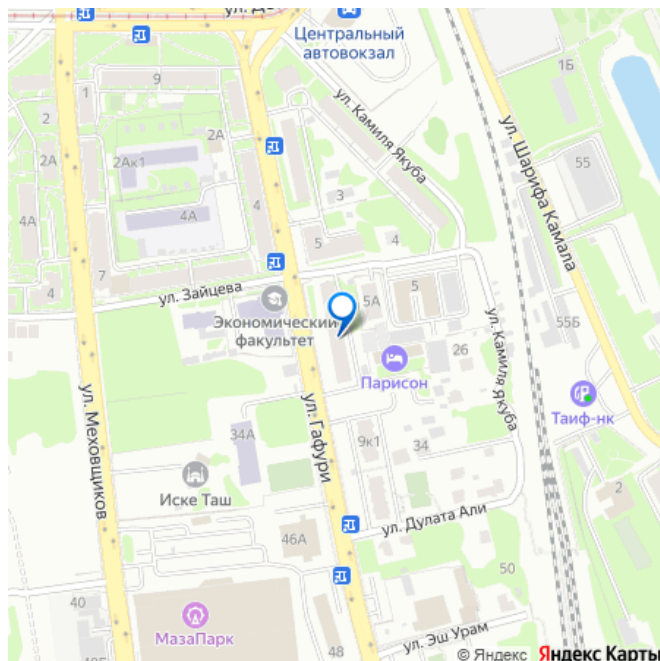 ул. Де
Центральный
автовокзал
9
1Б
1
2
ул. Камиля Якуба
2А
2А
2Ак1
ул. Шарифа Камала
55
3
4А
4А
4
5
4
7
4
ул. Зайцева
5А
5
Экономический
факультет
ул. Камиля Якуба
55Б
26
Парисон
Таиф-нк
ул. Меховщиков
ул. Гафури
34А
9к1
34
Иске Таш
2
ул. Дулата Али
46А
50
40
МазаПарк
48
ул. Эш Урам
© Яндекс Яндекс Карты